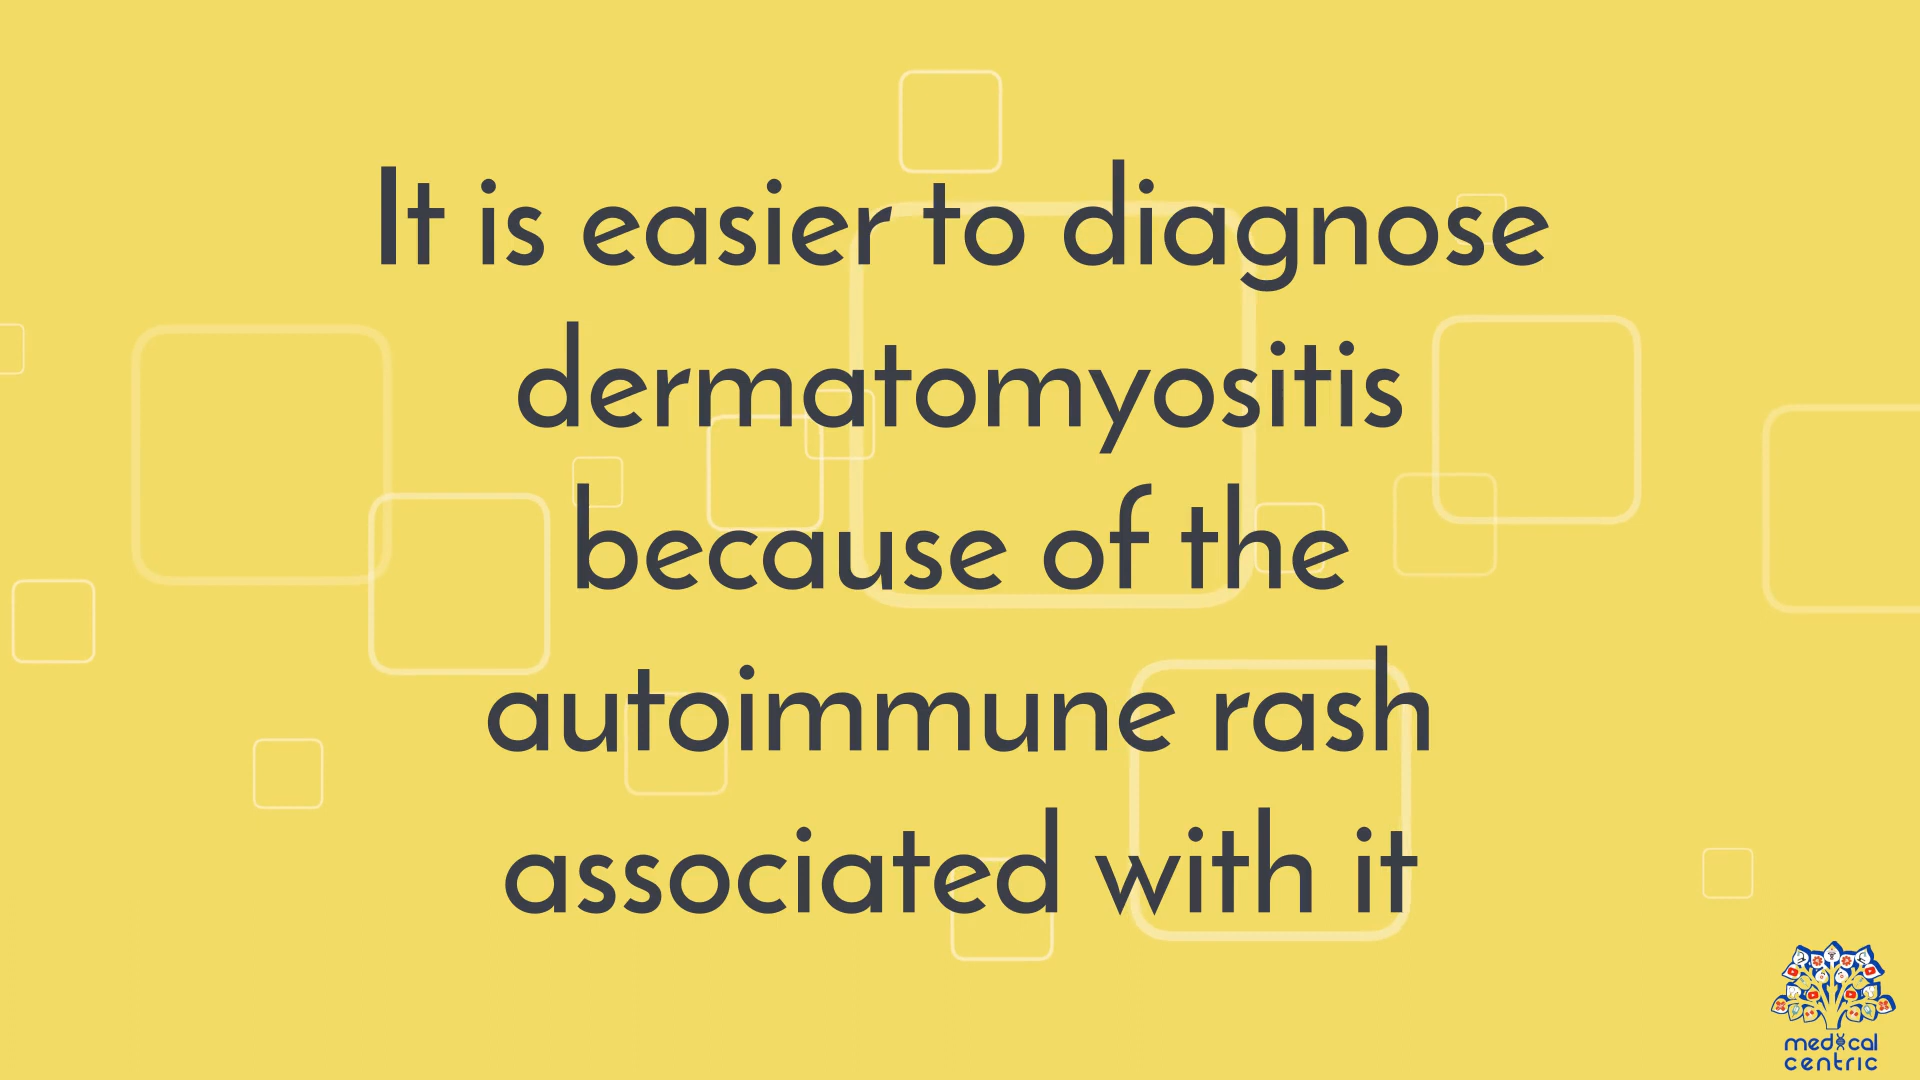 It is easier to diagnose
dermatomyositis
because of the
autoimmune rash
associated with it
medical
centric